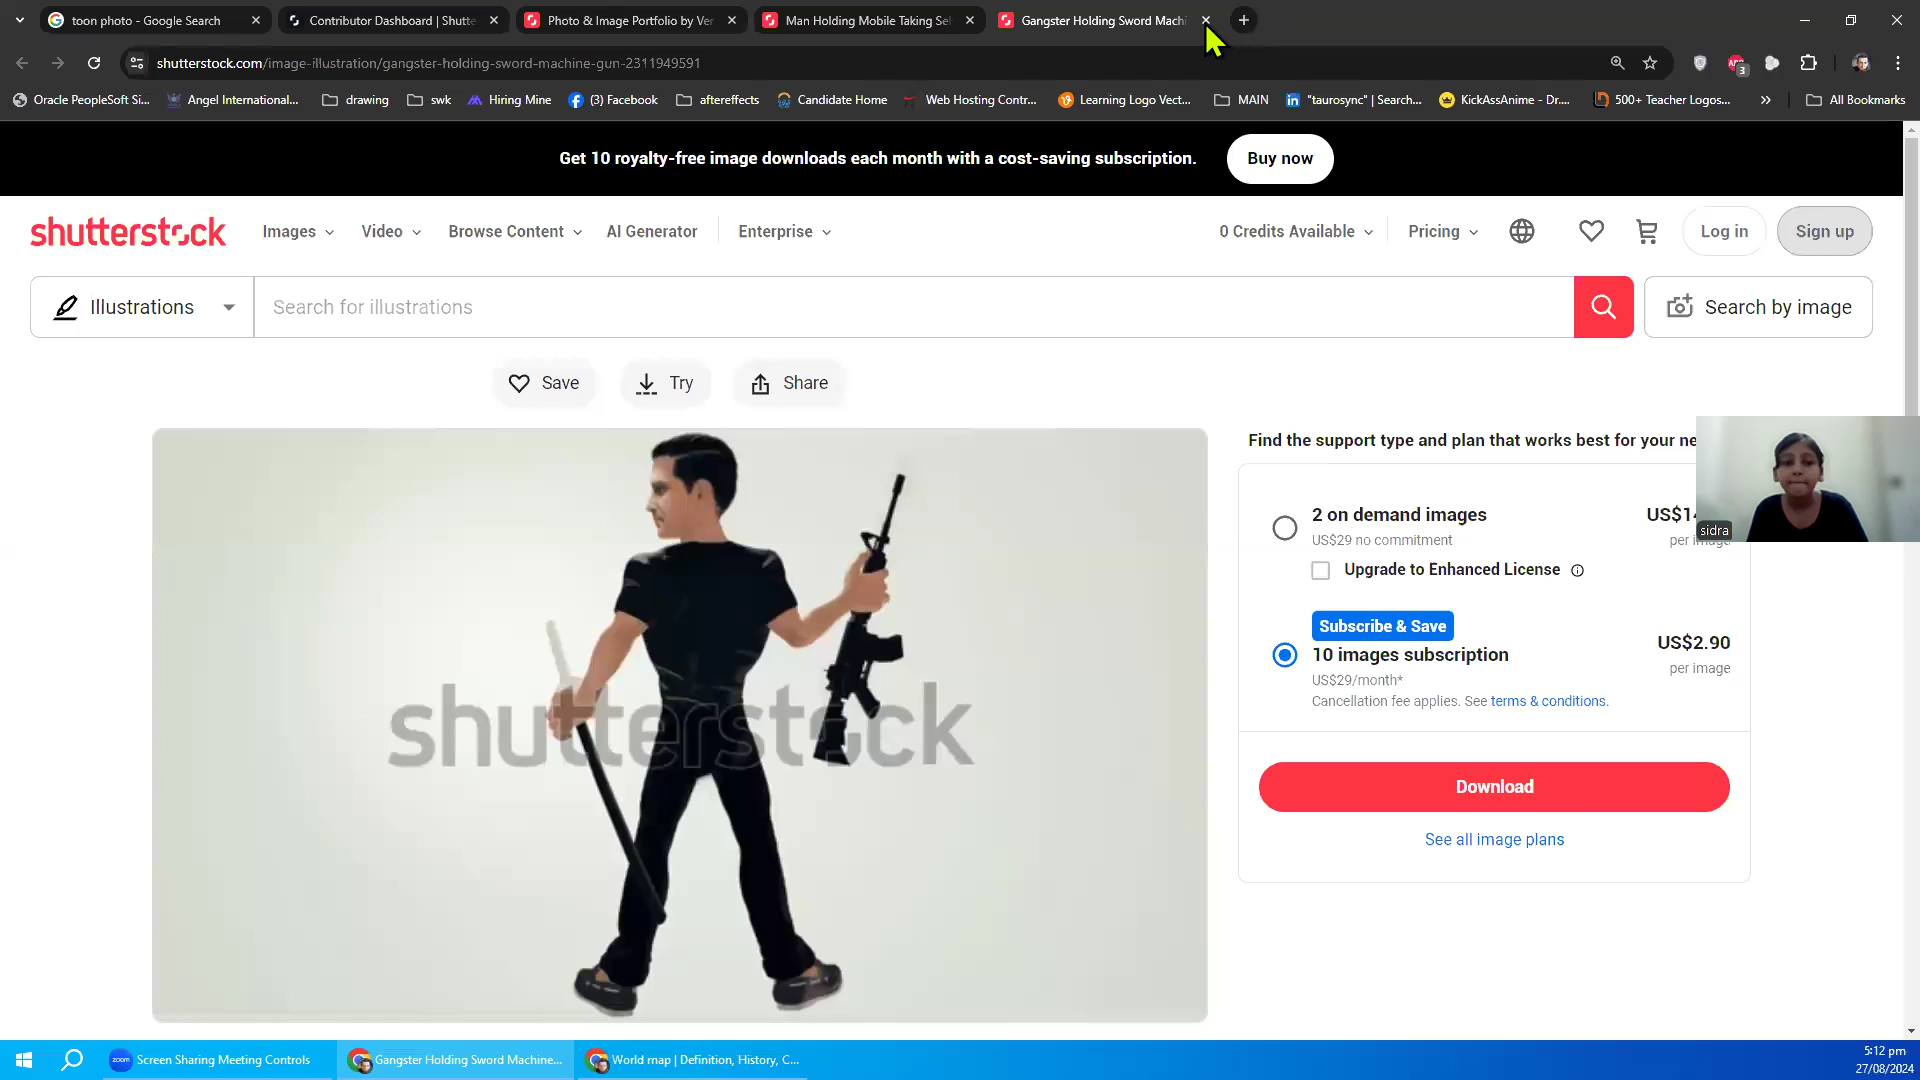 toon photo - Google Search
Contributor Dashboard | Shutte
Photo & Image Portfolio by Ver
Man Holding Mobile Taking Sel
Gangster Holding Sword Machi
shutterstock.com/image-illustration/gangster-holding-sword-machine-gun-2311949591
3
Oracle PeopleSoft Si...
Angel International...
drawing
swk
Hiring Mine
(3) Facebook
aftereffects
Candidate Home
Web Hosting Contr...
Learning Logo Vect...
MAIN
"taurosync" | Search...
KickAssAnime - Dr....
500+ Teacher Logos...
All Bookmarks
Get 10 royalty-free image downloads each month with a cost-saving subscription.
Buy now
shutterstock
Images
Video
Browse Content
AI Generator
Enterprise
0 Credits Available
Pricing
Log in
Sign up
Illustrations
Search for illustrations
Search by image
Save
Try
Share
shutterstock
Find the support type and plan that works best for your
2 on demand images
US$29 no commitment
per image
Upgrade to Enhanced License
sidra
Subscribe & Save
10 images subscription
US$2.90
US$29/month*
per image
Cancellation fee applies. See terms & conditions.
Download
See all image plans
zoom
Screen Sharing Meeting Controls
Gangster Holding Sword Machine...
World map | Definition, History, C...
5:12 pm
27/08/2024